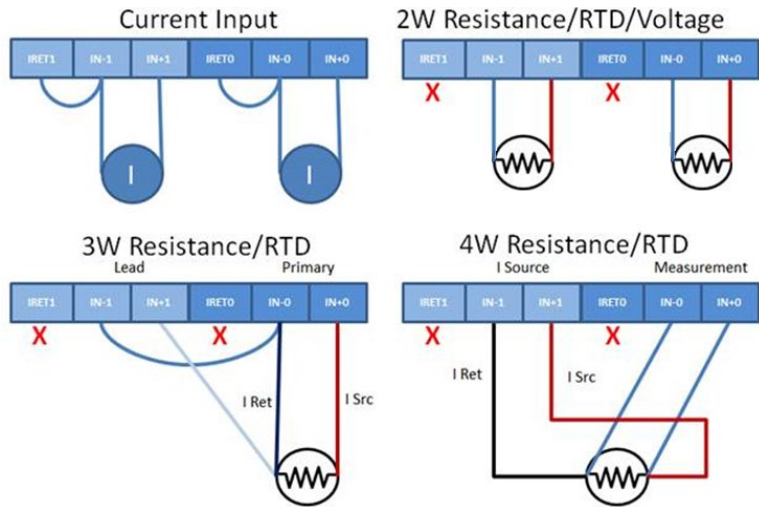 Current Input
IRET1 IN-1 IN+1 IRET0 IN-0 IN+0
I I
2W Resistance/RTD/Voltage
IRET1 IN-1 IN+1 IRET0 IN-0 IN+0
X X
3W Resistance/RTD
Lead Primary
IRET1 IN-1 IN+1 IRET0 IN-0 IN+0
X X
I Ret I Src
4W Resistance/RTD
I Source Measurement
IRET1 IN-1 IN+1 IRET0 IN-0 IN+0
X X
I Ret I Src